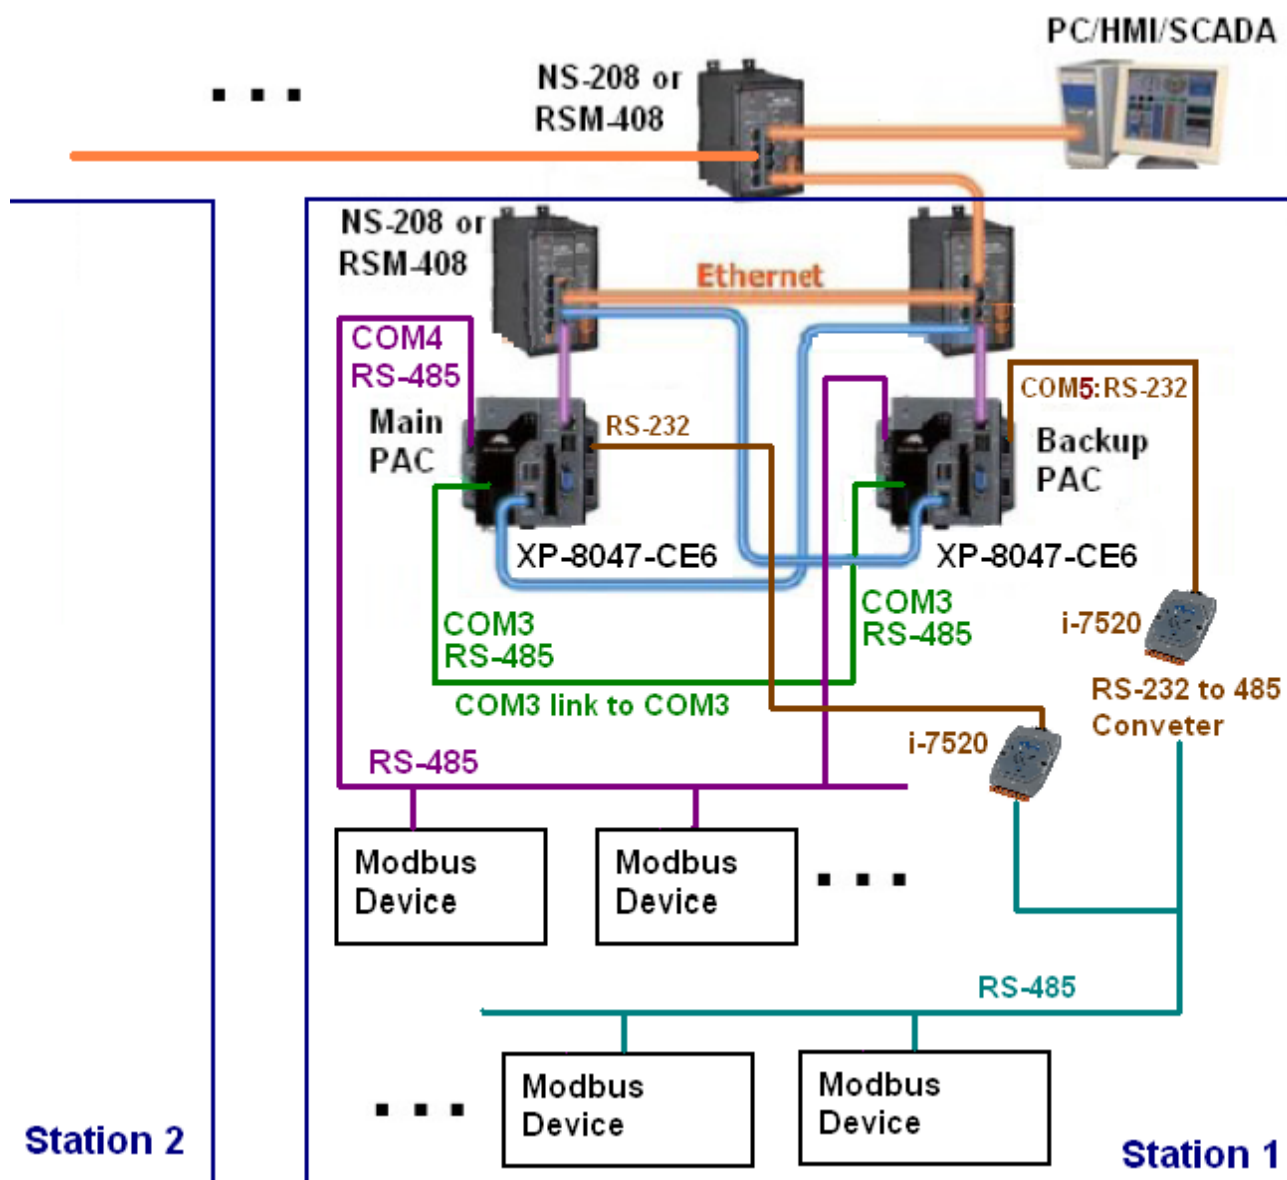 PC/HMI/SCADA
NS-208 or
RSM-408
NS-208 or
RSM-408
Ethernet
COM4
RS-485
Main
PAC
RS-232
COM5:RS-232
Backup
PAC
XP-8047-CE6
XP-8047-CE6
COM3
RS-485
COM3
RS-485
i-7520
COM3 link to COM3
RS-232 to 485
Conveter
i-7520
RS-485
Modbus
Device
Modbus
Device
RS-485
Modbus
Device
Modbus
Device
Station 2
Station 1